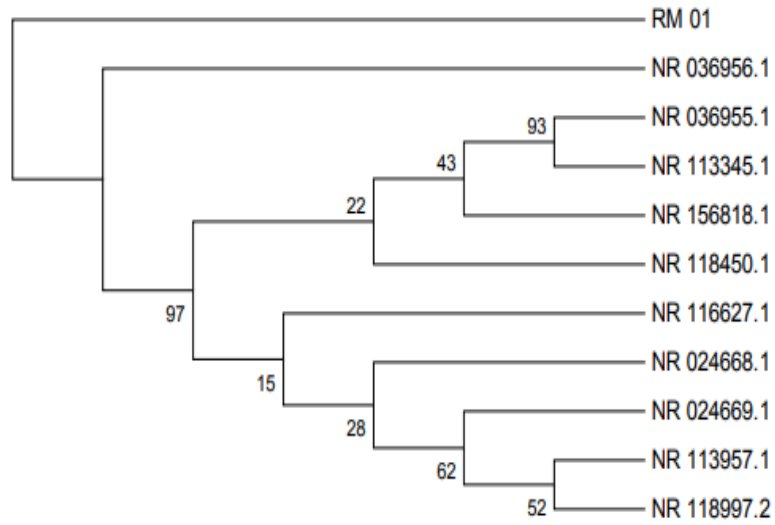 RM 01
NR 036956.1
93 NR 036955.1
43 NR 113345.1
22 NR 156818.1
NR 118450.1
97 NR 116627.1
15 NR 024668.1
28 NR 024669.1
62 NR 113957.1
52 NR 118997.2